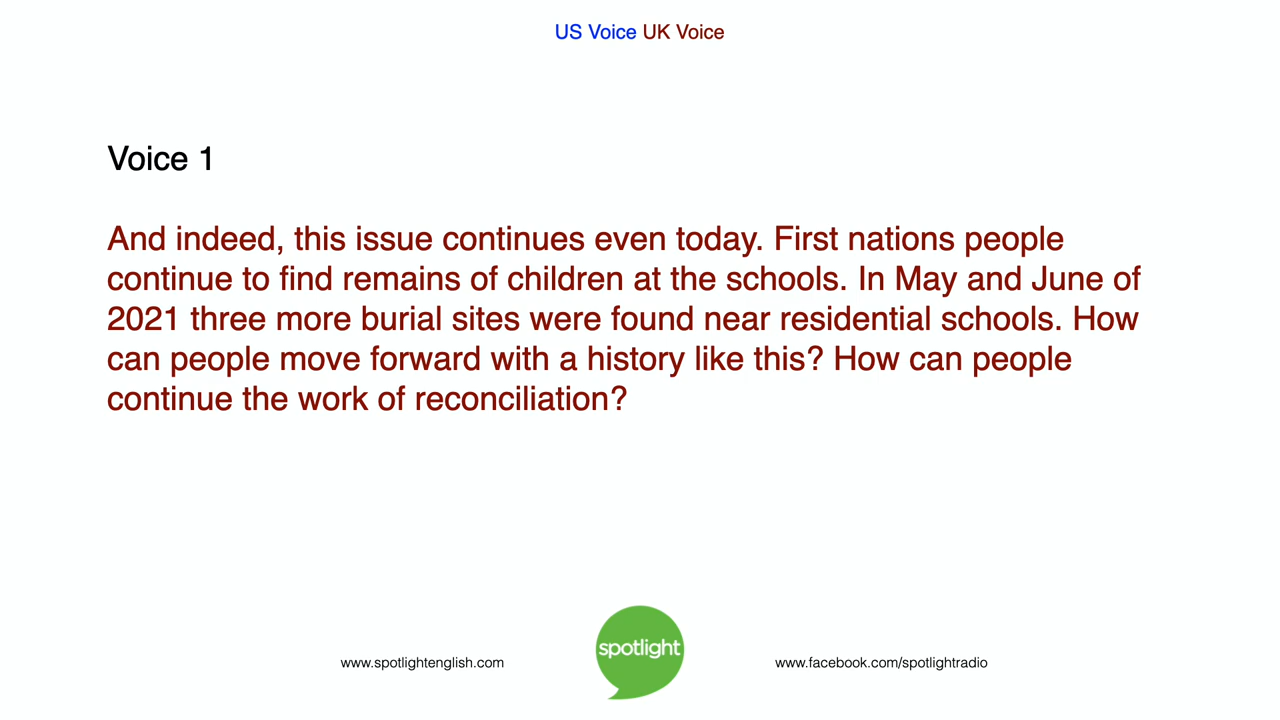 US Voice UK Voice
Voice 1
And indeed, this issue continues even today. First nations people
continue to find remains of children at the schools. In May and June of
2021 three more burial sites were found near residential schools. How
can people move forward with a history like this? How can people
continue the work of reconciliation?
spotlight
www.spotlightenglish.com
www.facebook.com/spotlightradio